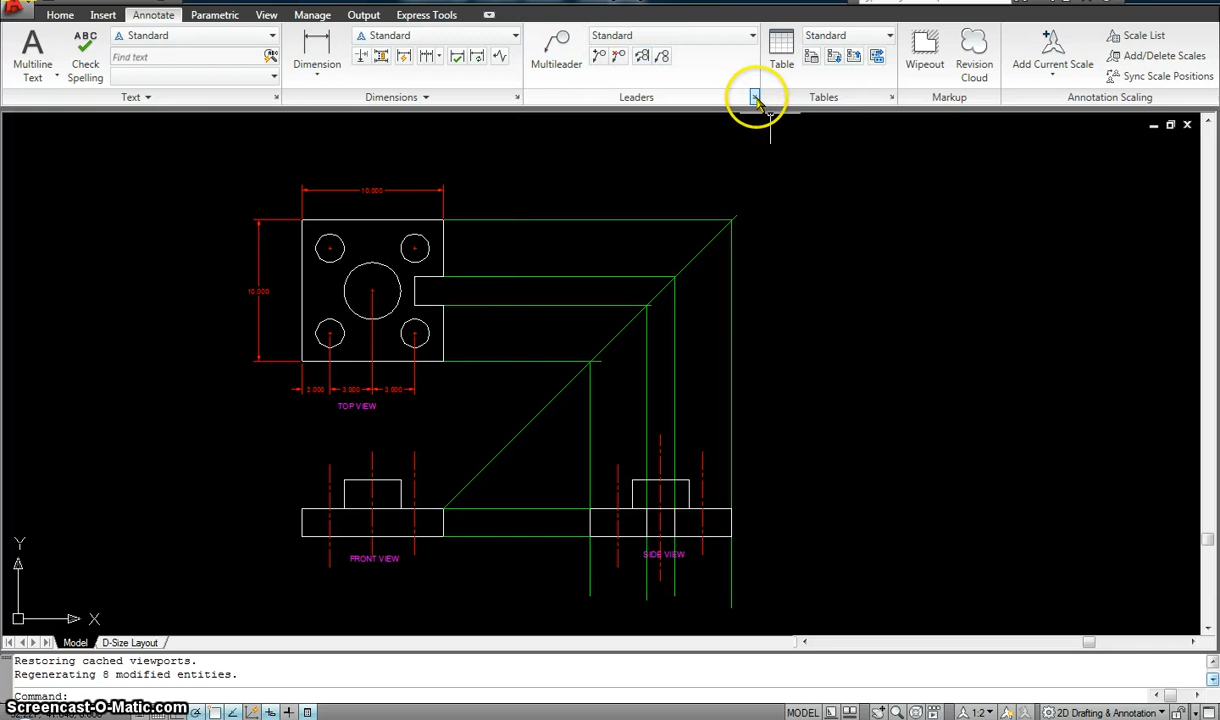 Home Insert Annotate Parametric View Manage Output Express Tools
Standard Standard Standard Standard Scale List
Find text Add/Delete Scales
Multiline Text Check Spelling Dimension Multileader Table Wipeout Revision Cloud Add Current Scale Sync Scale Positions
Text Dimensions Leaders Tables Markup Annotation Scaling
10.000
10.000
2.000 3.000 3.000
TOP VIEW
FRONT VIEW SIDE VIEW
Y
X
Model D-Size Layout
Restoring cached viewports.
Regenerating 8 modified entities.
Command:
Screencast-O-Matic.com
MODEL 1:2 2D Drafting & Annotation